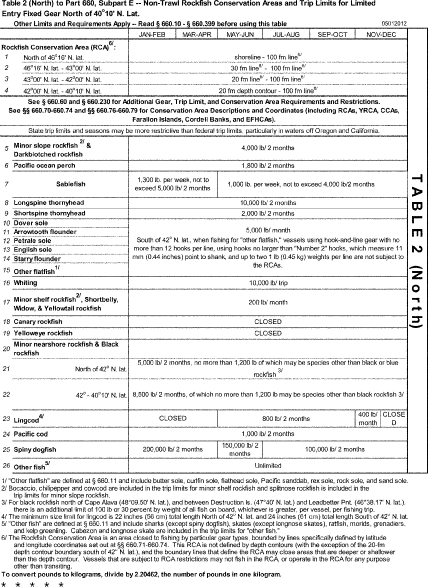 Table 2 (North) to Part 660, Subpart E -- Non-Trawl Rockfish Conservation Areas and Trip Limits for Limited
Entry Fixed Gear North of 40°10' N. Lat.
Other Limits and Requirements Apply -- Read § 660.10 - § 660.399 before using this table 05012012
JAN-FEB MAR-APR MAY-JUN JUL-AUG SEP-OCT NOV-DEC
Rockfish Conservation Area (RCA)6/:
1 North of 46°16' N. lat. shoreline - 100 fm line6/
2 46°16' N. lat. - 43°00' N. lat. 30 fm line6/ - 100 fm line6/
3 43°00' N. lat. - 42°00' N. lat. 20 fm line6/ - 100 fm line6/
4 42°00' N. lat. - 40°10' N. lat. 20 fm depth contour - 100 fm line6/
See § 660.60 and § 660.230 for Additional Gear, Trip Limit, and Conservation Area Requirements and Restrictions.
See §§ 660.70-660.74 and §§ 660.76-660.79 for Conservation Area Descriptions and Coordinates (including RCAs, YRCA, CCAs,
Farallon Islands, Cordell Banks, and EFHCAs).
State trip limits and seasons may be more restrictive than federal trip limits, particularly in waters off Oregon and California.
5 Minor slope rockfish 2/ &
Darkblotched rockfish 4,000 lb/ 2 months
6 Pacific ocean perch 1,800 lb/ 2 months
7 Sablefish 1,300 lb. per week, not to
exceed 5,000 lb/ 2 months 1,000 lb. per week, not to exceed 4,000 lb/2 months
8 Longspine thornyhead 10,000 lb/ 2 months
9 Shortspine thornyhead 2,000 lb/ 2 months
10 Dover sole
11 Arrowtooth flounder
12 Petrale sole
13 English sole
14 Starry flounder
15 Other flatfish1/
5,000 lb/ month
South of 42° N. lat., when fishing for "other flatfish," vessels using hook-and-line gear with no
more than 12 hooks per line, using hooks no larger than "Number 2" hooks, which measure 11
mm (0.44 inches) point to shank, and up to two 1 lb (0.45 kg) weights per line are not subject to
the RCAs.
16 Whiting 10,000 lb/ trip
17 Minor shelf rockfish2/, Shortbelly,
Widow, & Yellowtail rockfish 200 lb/ month
18 Canary rockfish CLOSED
19 Yelloweye rockfish CLOSED
20 Minor nearshore rockfish & Black
rockfish
21 North of 42° N. lat. 5,000 lb/ 2 months, no more than 1,200 lb of which may be species other than black or blue
rockfish 3/
22 42° - 40°10' N. lat. 8,500 lb/ 2 months, of which no more than 1,200 lb may be species other than black rockfish 3/
23 Lingcod4/ CLOSED 800 lb/ 2 months 400 lb/
month CLOSE
D
24 Pacific cod 1,000 lb/ 2 months
25 Spiny dogfish 200,000 lb/ 2 months 150,000 lb/
2 months 100,000 lb/ 2 months
26 Other fish5/ Unlimited
TABLE 2 (North)
1/ "Other flatfish" are defined at § 660.11 and include butter sole, curlfin sole, flathead sole, Pacific sanddab, rex sole, rock sole, and sand sole.
2/ Bocaccio, chilipepper and cowcod are included in the trip limits for minor shelf rockfish and splitnose rockfish is included in the
trip limits for minor slope rockfish.
3/ For black rockfish north of Cape Alava (48°09.50' N. lat.), and between Destruction Is. (47°40' N. lat.) and Leadbetter Pnt. (46°38.17' N. lat.),
there is an additional limit of 100 lb or 30 percent by weight of all fish on board, whichever is greater, per vessel, per fishing trip.
4/ The minimum size limit for lingcod is 22 inches (56 cm) total length North of 42° N. lat. and 24 inches (61 cm) total length South of 42° N. lat.
5/ "Other fish" are defined at § 660.11 and include sharks (except spiny dogfish), skates (except longnose skates), ratfish, morids, grenadiers,
and kelp greenling. Cabezon and longnose skate are included in the trip limits for "other fish."
6/ The Rockfish Conservation Area is an area closed to fishing by particular gear types, bounded by lines specifically defined by latitude
and longitude coordinates set out at §§ 660.71-660.74. This RCA is not defined by depth contours (with the exception of the 20-fm
depth contour boundary south of 42° N. lat.), and the boundary lines that define the RCA may close areas that are deeper or shallower
than the depth contour. Vessels that are subject to RCA restrictions may not fish in the RCA, or operate in the RCA for any purpose
other than transiting.
To convert pounds to kilograms, divide by 2.20462, the number of pounds in one kilogram.
* * * * *